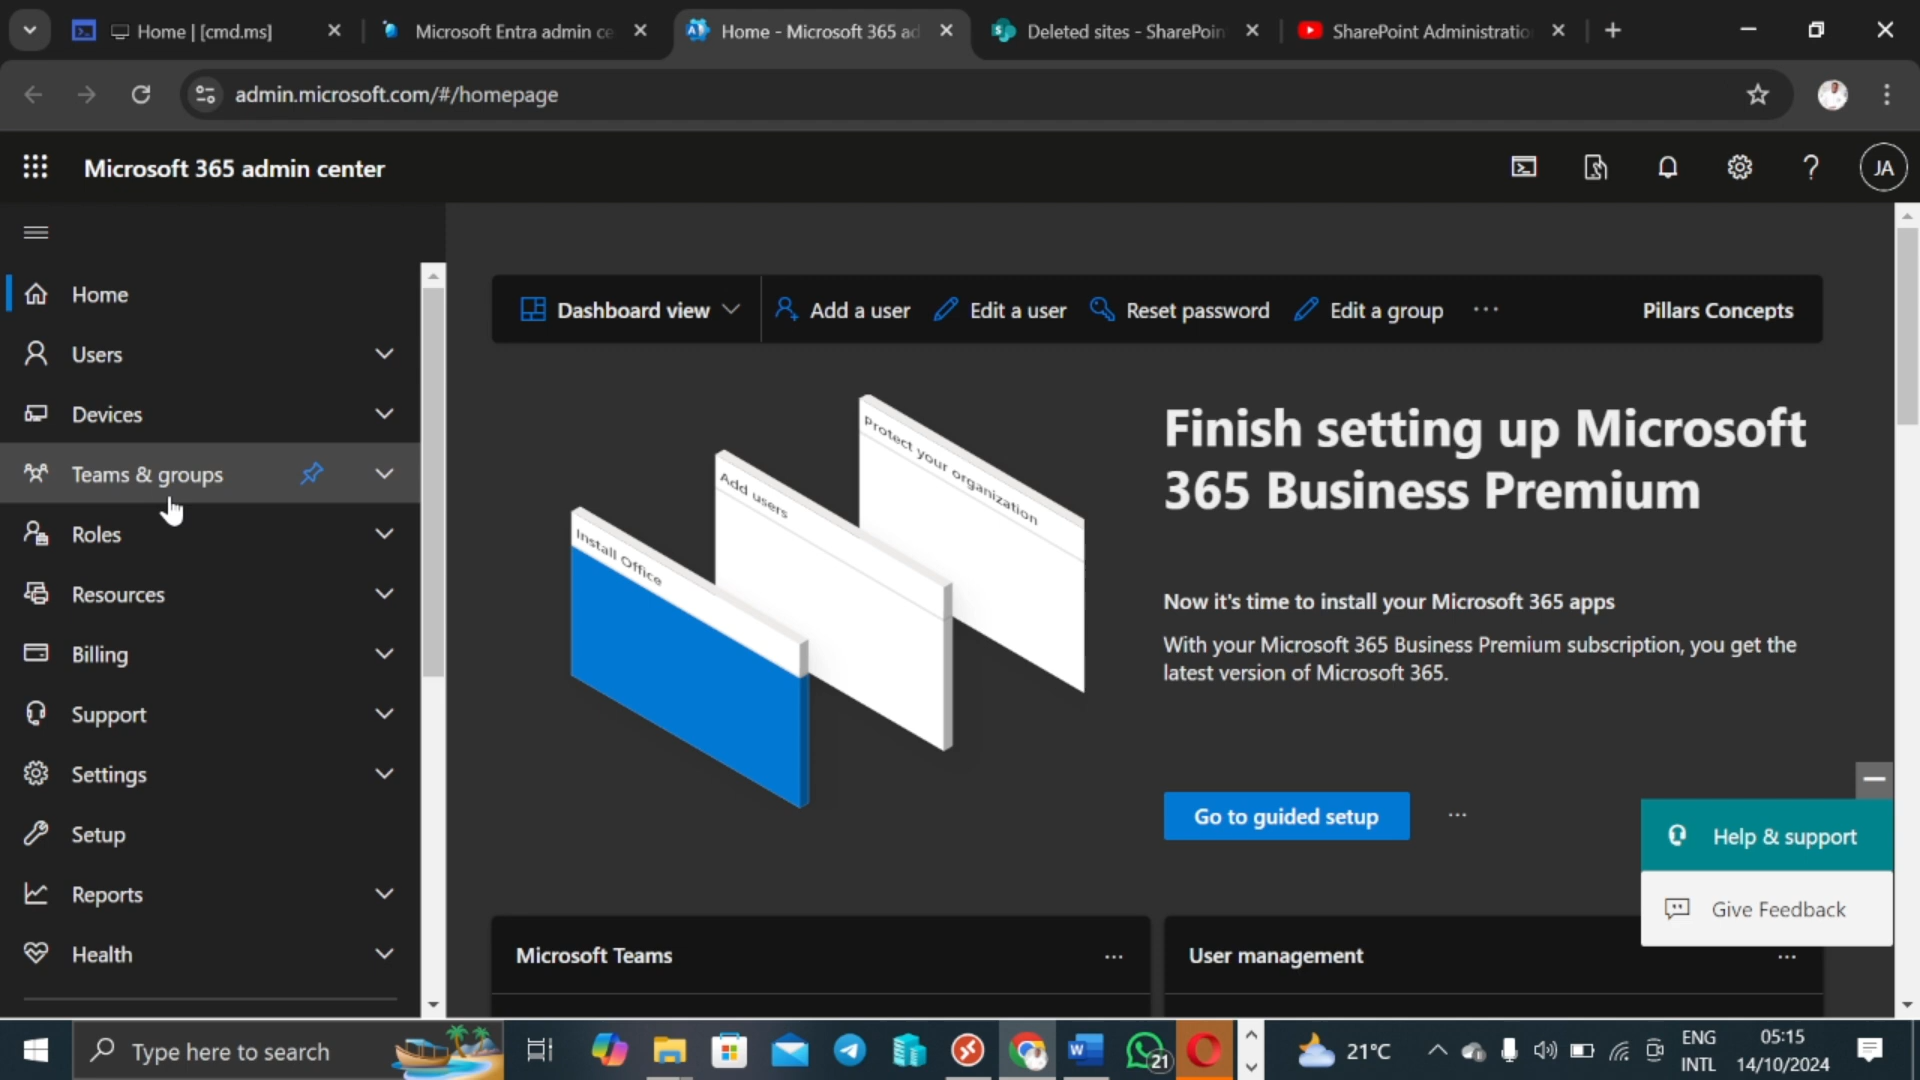 Home | [cmd.ms]
Microsoft Entra admin ce
Home - Microsoft 365 ad
Deleted sites - SharePoin
SharePoint Administratio
admin.microsoft.com/#/homepage
Microsoft 365 admin center
JA
Home
Users
Devices
Teams & groups
Roles
Resources
Billing
Support
Settings
Setup
Reports
Health
Dashboard view
Add a user
Edit a user
Reset password
Edit a group
Pillars Concepts
Protect your organization
Add users
Install Office
Finish setting up Microsoft
365 Business Premium
Now it's time to install your Microsoft 365 apps
With your Microsoft 365 Business Premium subscription, you get the
latest version of Microsoft 365.
Go to guided setup
Help & support
Give Feedback
Microsoft Teams
User management
Type here to search
21
21°C
ENG
INTL
05:15
14/10/2024